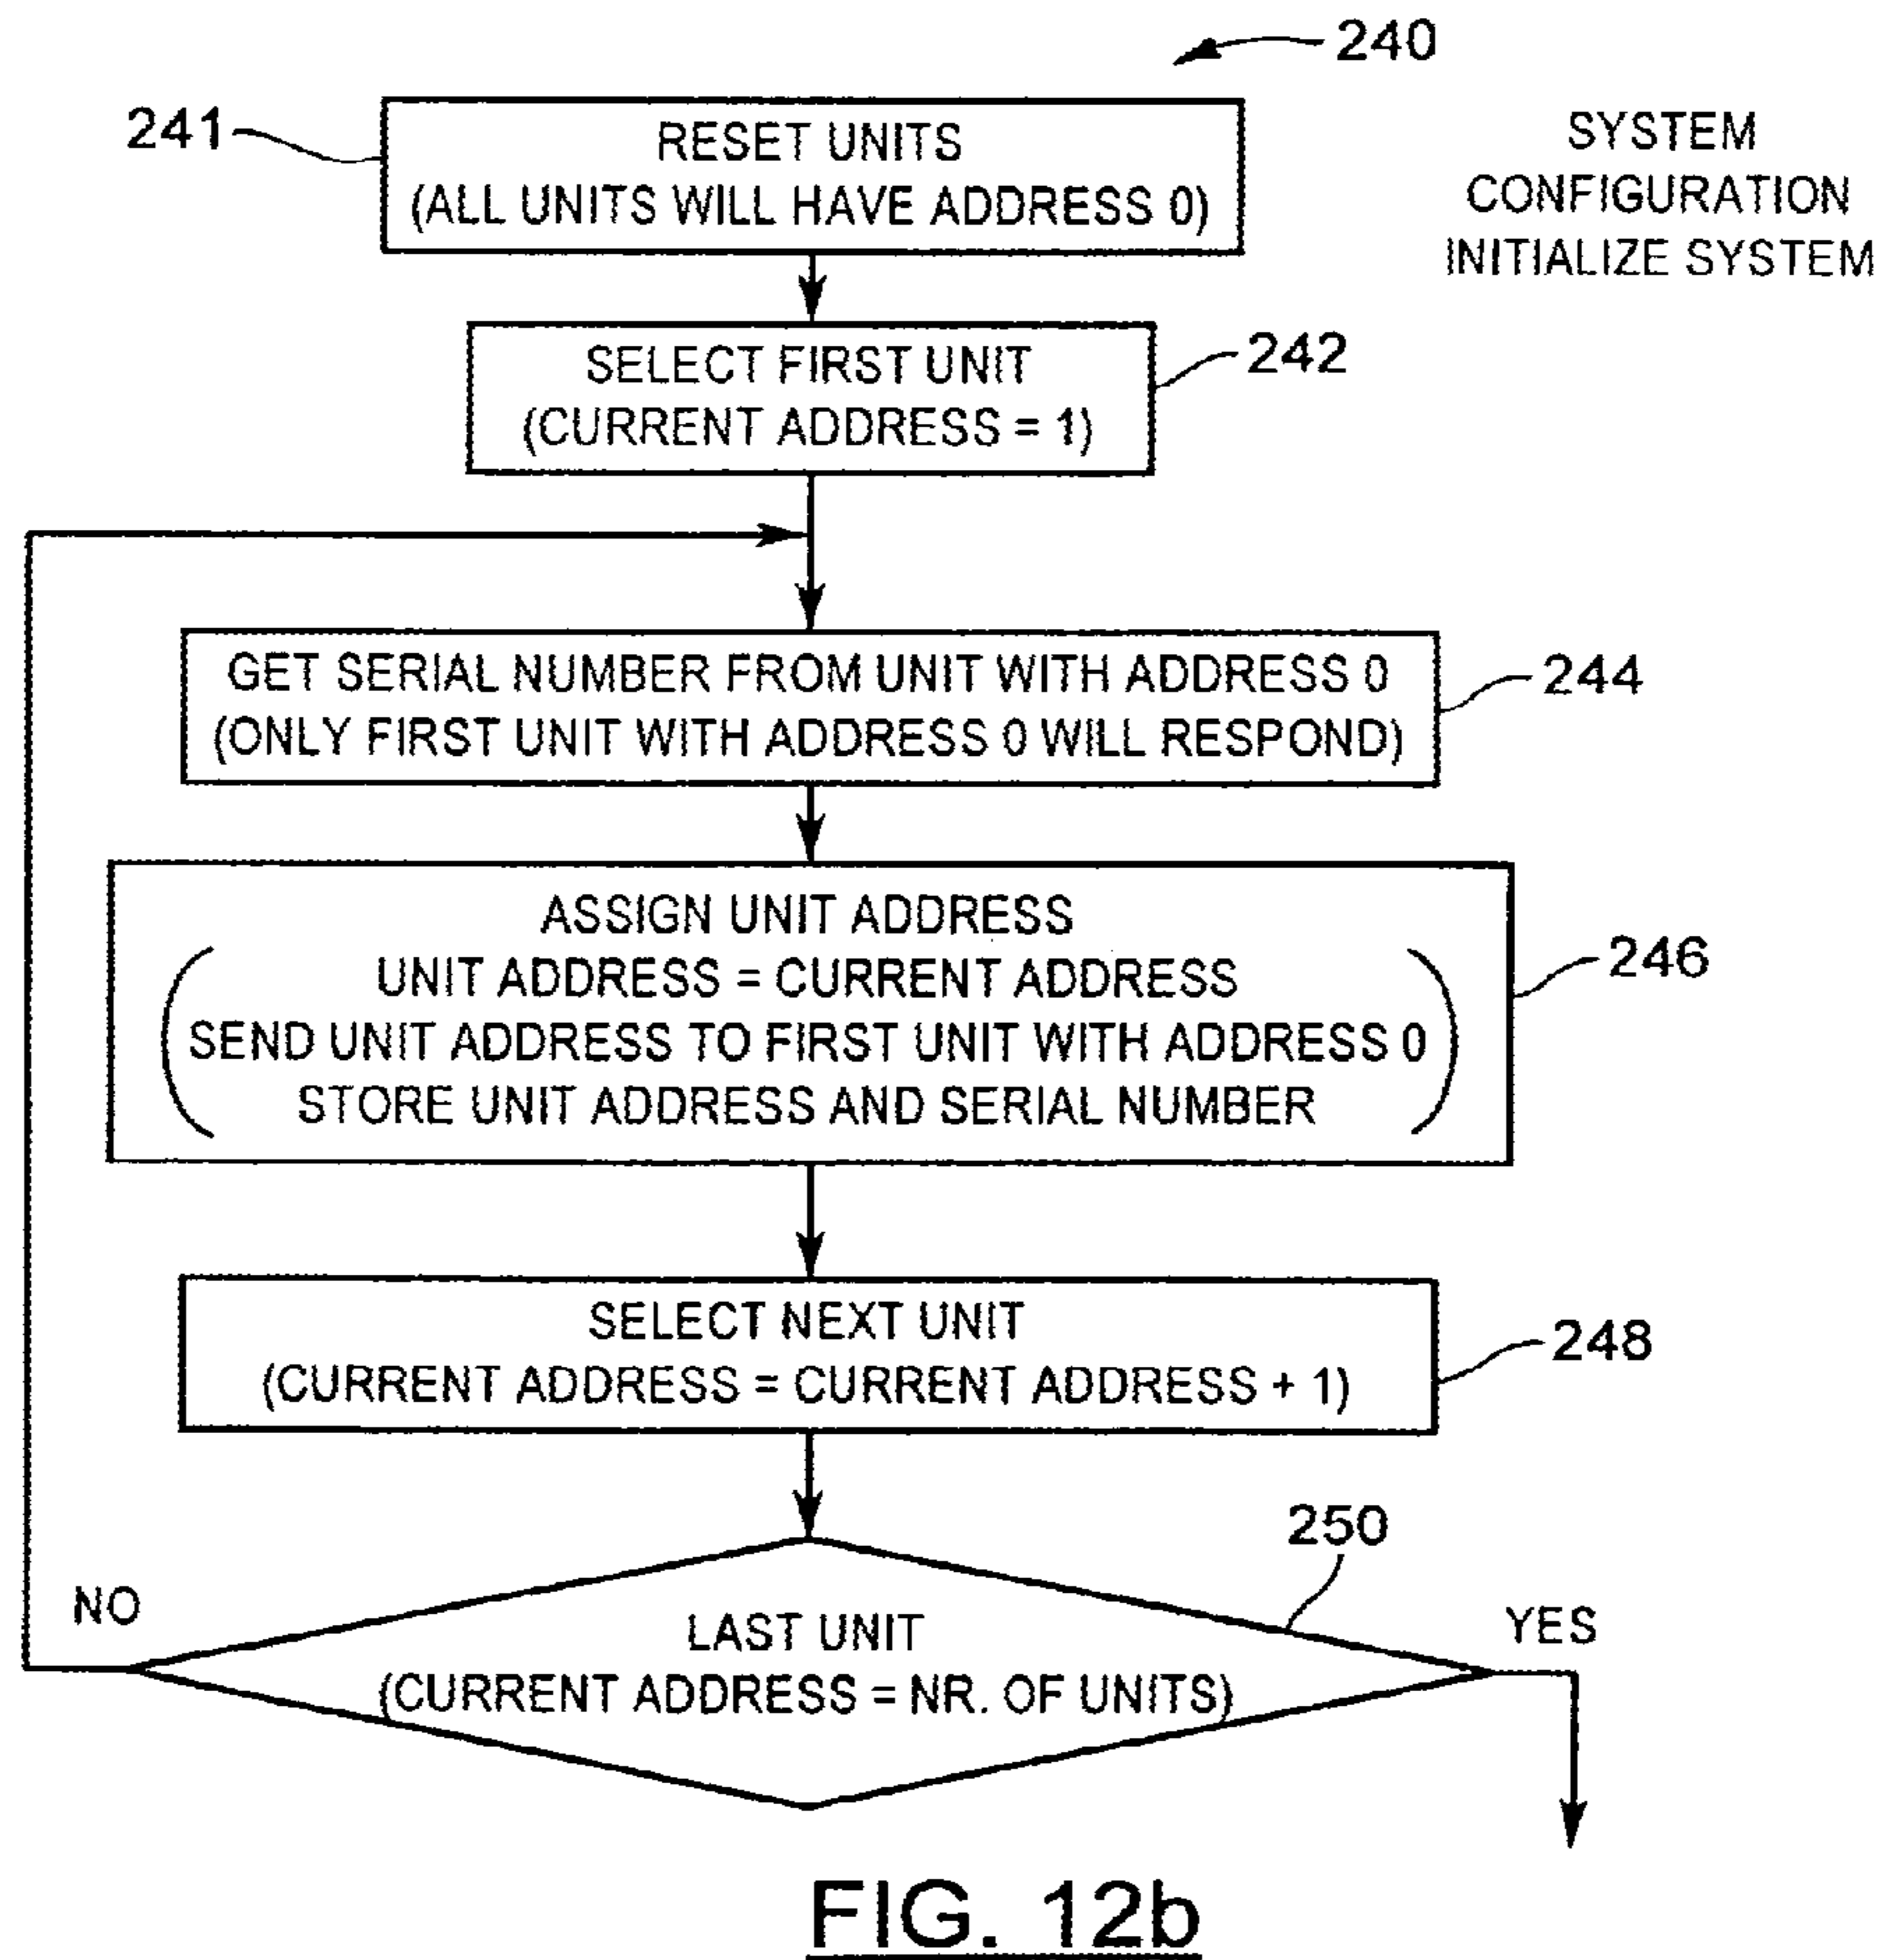 240
241
RESET UNITS
(ALL UNITS WILL HAVE ADDRESS 0)
SYSTEM
CONFIGURATION
INITIALIZE SYSTEM
SELECT FIRST UNIT
(CURRENT ADDRESS = 1)
242
GET SERIAL NUMBER FROM UNIT WITH ADDRESS 0
(ONLY FIRST UNIT WITH ADDRESS 0 WILL RESPOND)
244
ASSIGN UNIT ADDRESS
UNIT ADDRESS = CURRENT ADDRESS
SEND UNIT ADDRESS TO FIRST UNIT WITH ADDRESS 0
STORE UNIT ADDRESS AND SERIAL NUMBER
246
SELECT NEXT UNIT
(CURRENT ADDRESS = CURRENT ADDRESS + 1)
248
250
NO
LAST UNIT
(CURRENT ADDRESS = NR. OF UNITS)
YES
FIG. 12b